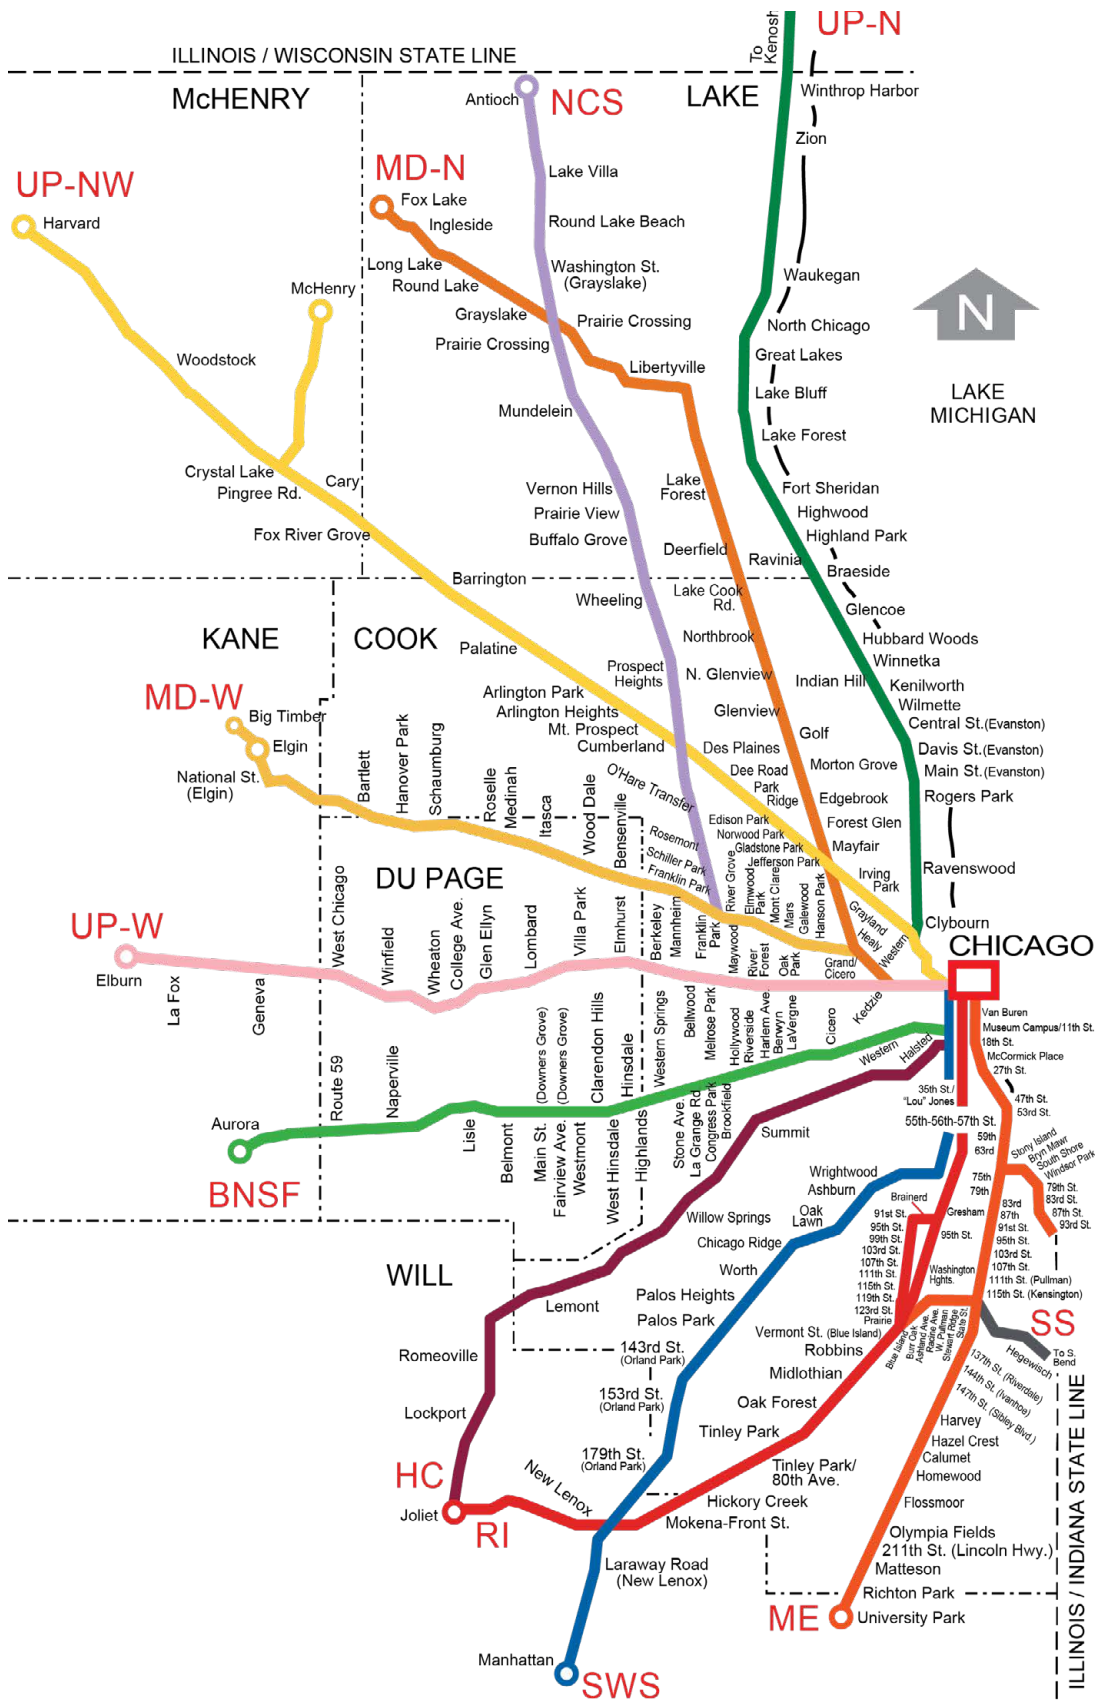 UP-N
To
Kenosh
ILLINOIS / WISCONSIN STATE LINE
McHENRY
LAKE
Antioch
NCS
Winthrop Harbor
Zion
UP-NW
MD-N
Lake Villa
Harvard
Fox Lake
Ingleside
Round Lake Beach
Long Lake
Round Lake
Washington St.
(Grayslake)
Waukegan
McHenry
Grayslake
Prairie Crossing
Prairie Crossing
North Chicago
N
Woodstock
Libertyville
Great Lakes
Lake Bluff
LAKE
MICHIGAN
Mundelein
Lake Forest
Crystal Lake
Pingree Rd.
Cary
Vernon Hills
Prairie View
Buffalo Grove
Lake
Forest
Fort Sheridan
Highwood
Highland Park
Fox River Grove
Deerfield
Ravinia
Braeside
Barrington
Wheeling
Lake Cook
Rd.
Glencoe
KANE
COOK
Palatine
Northbrook
Hubbard Woods
Winnetka
Prospect
Heights
N. Glenview
Indian Hill
Kenilworth
Wilmette
MD-W
Big Timber
Elgin
National St.
(Elgin)
Arlington Park
Arlington Heights
Mt. Prospect
Cumberland
Glenview
Golf
Central St.(Evanston)
Davis St.(Evanston)
Main St.(Evanston)
Des Plaines
Dee Road
Park
Ridge
Morton Grove
Edgebrook
Rogers Park
Bartlett
Hanover Park
Schaumburg
Roselle
Medinah
Itasca
Wood Dale
Bensenville
O'Hare Transfer
Rosemont
Schiller Park
Franklin Park
Edison Park
Norwood Park
Gladstone Park
Jefferson Park
Forest Glen
Mayfair
Irving
Park
Ravenswood
DU PAGE
River Grove
Elmwood
Park
Mont Clare
Mars
Galewood
Hanson Park
Grayland
Healy
Western
Clybourn
UP-W
Elburn
La Fox
Geneva
West Chicago
Winfield
Wheaton
College Ave.
Glen Ellyn
Lombard
Villa Park
Elmhurst
Berkeley
Mannheim
Franklin
Park
Maywood
River
Forest
Oak
Park
Grand/
Cicero
Kedzie
CHICAGO
Bellwood
Melrose Park
Route 59
Naperville
(Downers Grove)
(Downers Grove)
Clarendon Hills
Hinsdale
Western Springs
Hollywood
Riverside
Harlem Ave.
Berwyn
LaVergne
Cicero
Western
Halsted
Van Buren
Museum Campus/11th St.
18th St.
McCormick Place
27th St.
Aurora
BNSF
Lisle
Belmont
Main St.
Fairview Ave.
Westmont
West Hinsdale
Highlands
Stone Ave.
La Grange Rd
Congress Park
Brookfield
Summit
35th St./
"Lou" Jones
47th St.
53rd St.
55th-56th-57th St.
59th
63rd
Stony Island
Bryn Mawr
South Shore
Windsor Park
Wrightwood
Ashburn
75th
79th
79th St.
83rd St.
87th St.
93rd St.
Brainerd
Oak
Lawn
Gresham
83rd
87th
91st St.
95th St.
103rd St.
107th St.
111th St. (Pullman)
115th St. (Kensington)
Willow Springs
Chicago Ridge
91st St.
95th St.
99th St.
103rd St.
107th St.
111th St.
115th St.
119th St.
123rd St.
Prairie
95th St.
Washington
Hghts.
WILL
Worth
Lemont
Palos Heights
Palos Park
Vermont St. (Blue Island)
Robbins
Blue Island
Burr Oak
Ashland Ave.
Racine Ave.
W. Pullman
Stewart Ridge
State St.
SS
Hegewisch
To S.
Bend
Romeoville
143rd St.
(Orland Park)
Midlothian
137th St. (Riverdale)
144th St. (Ivanhoe)
147th St. (Sibley Blvd.)
Lockport
153rd St.
(Orland Park)
Oak Forest
Harvey
Tinley Park
Hazel Crest
Calumet
Homewood
179th St.
(Orland Park)
HC
New Lenox
Tinley Park/
80th Ave.
Joliet
RI
Hickory Creek
Mokena-Front St.
Flossmoor
Olympia Fields
211th St. (Lincoln Hwy.)
Matteson
Laraway Road
(New Lenox)
Richton Park
ME
University Park
Manhattan
SWS
ILLINOIS / INDIANA STATE LINE